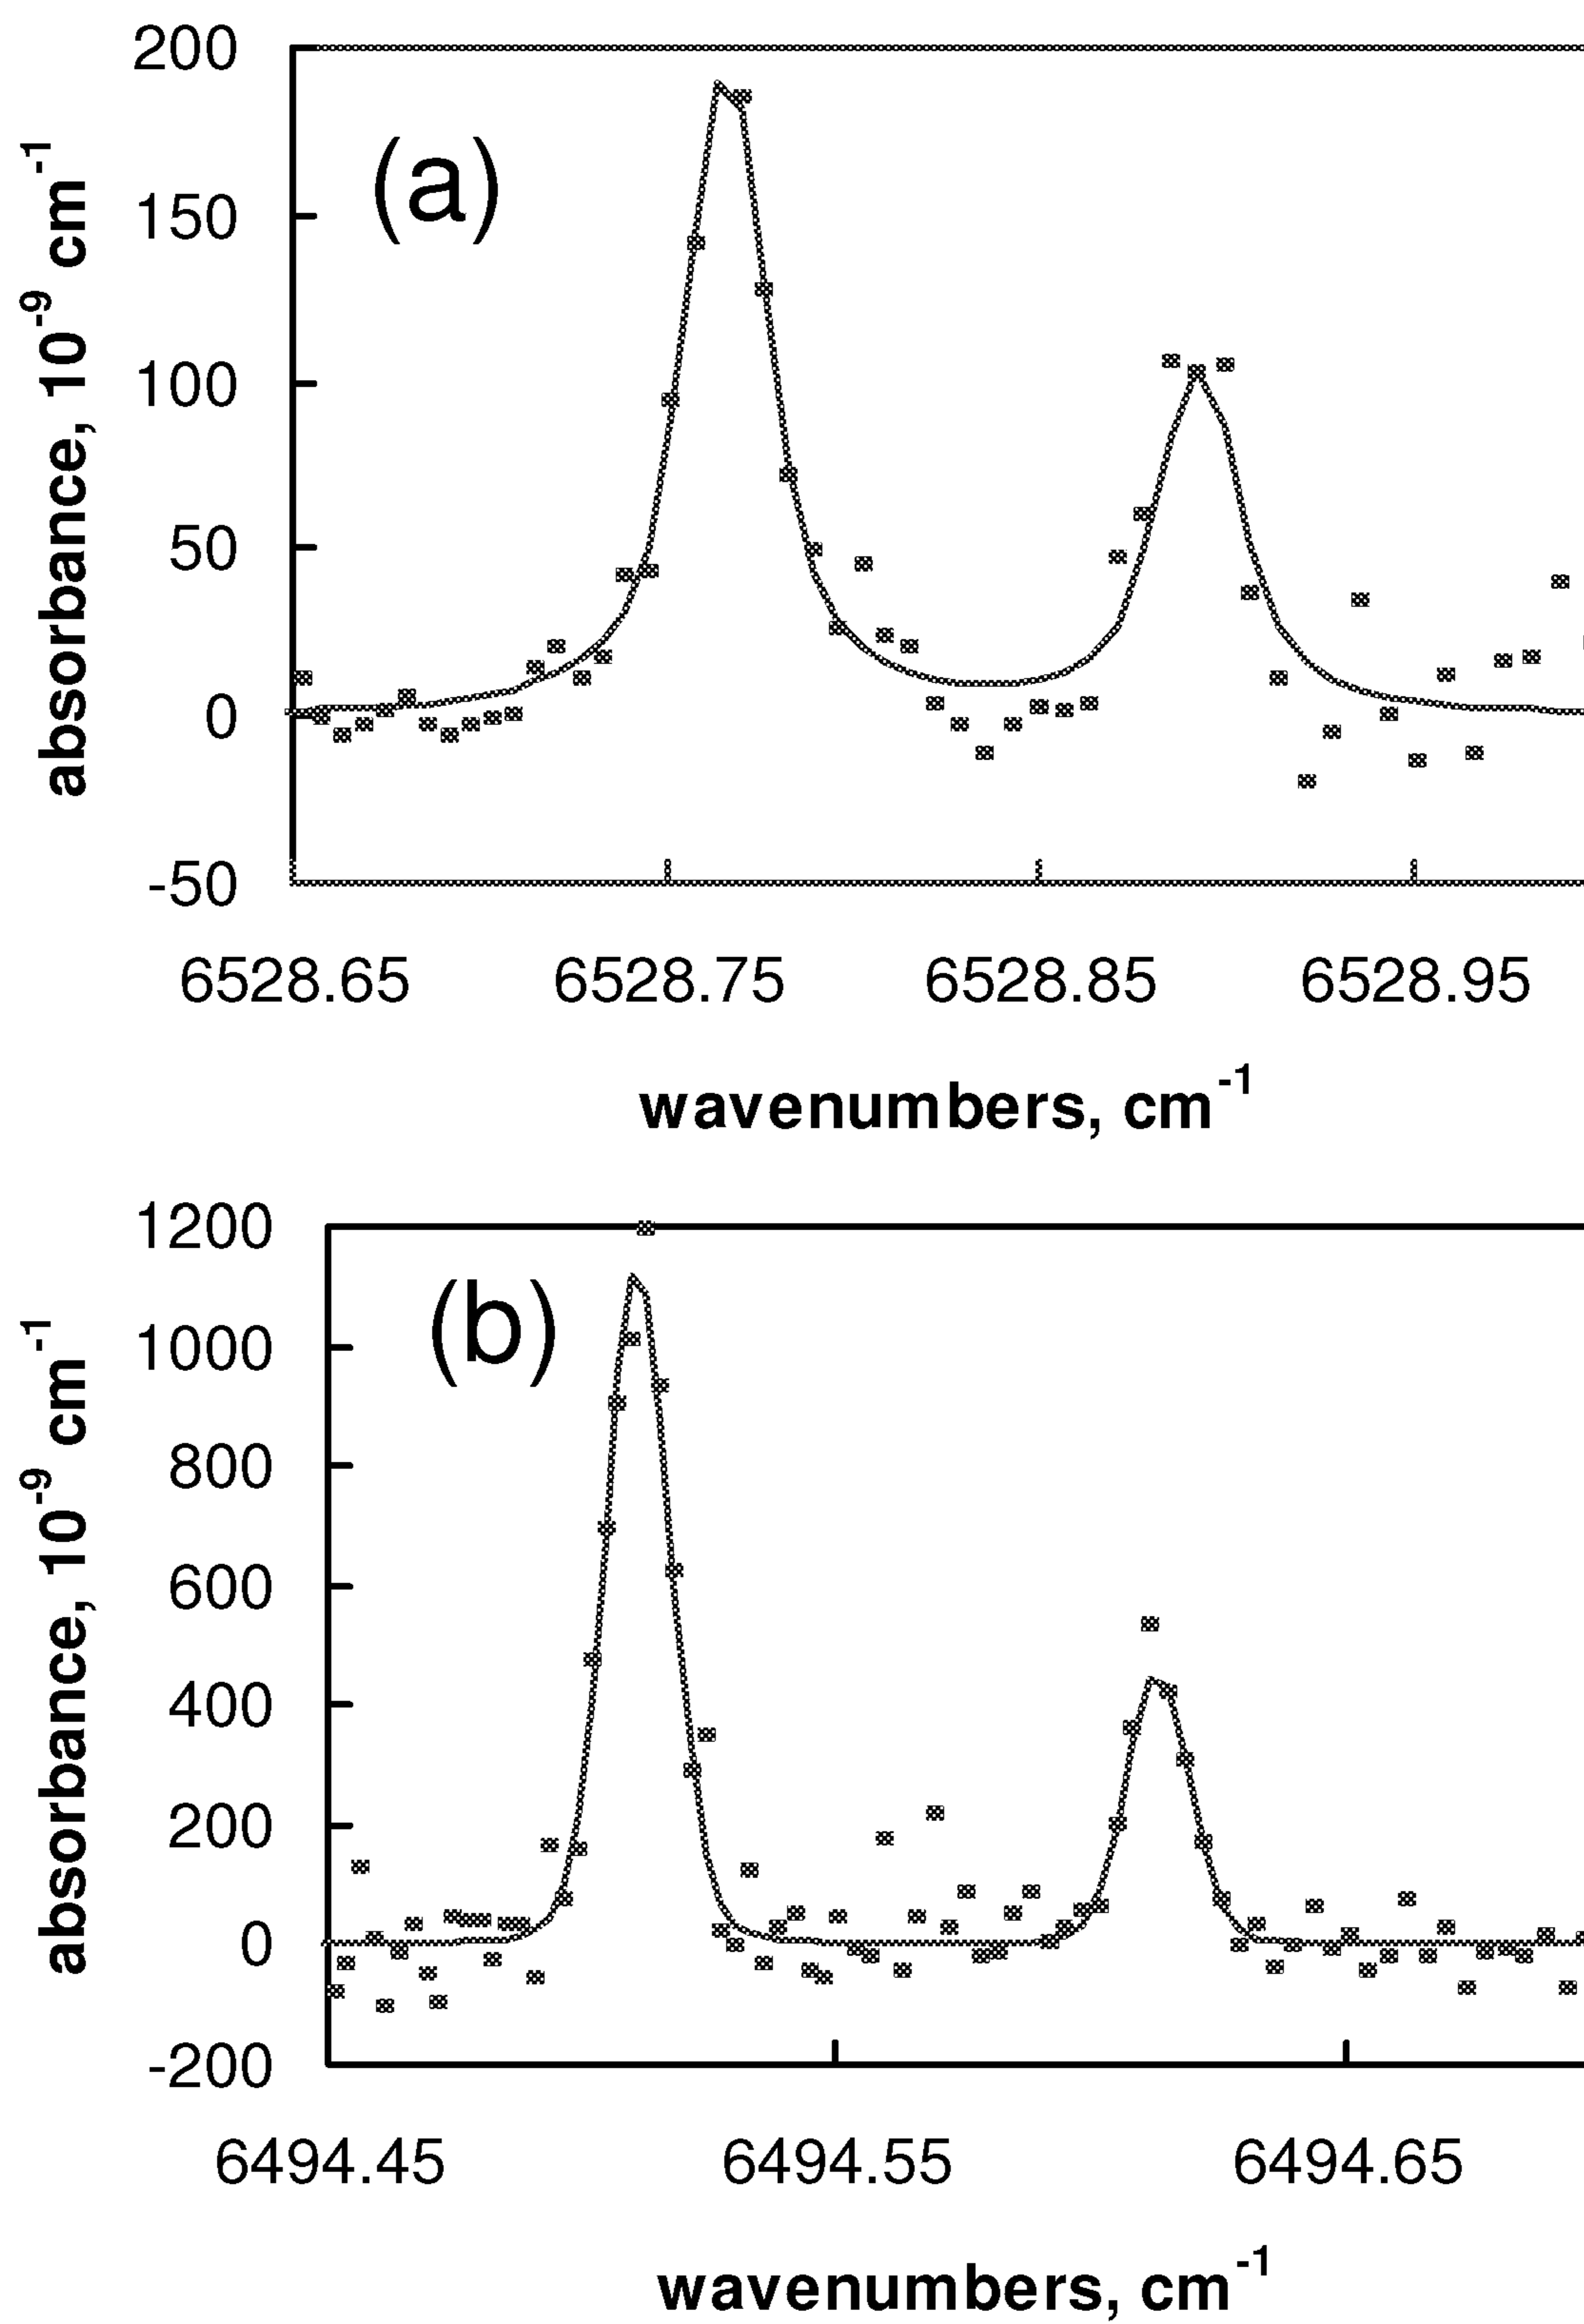 200
150
100
50
0
-50
absorbance, 10⁻⁹ cm⁻¹
(a)
6528.65 6528.75 6528.85 6528.95
wavenumbers, cm⁻¹
1200
1000
800
600
400
200
0
-200
absorbance, 10⁻⁹ cm⁻¹
(b)
6494.45 6494.55 6494.65
wavenumbers, cm⁻¹